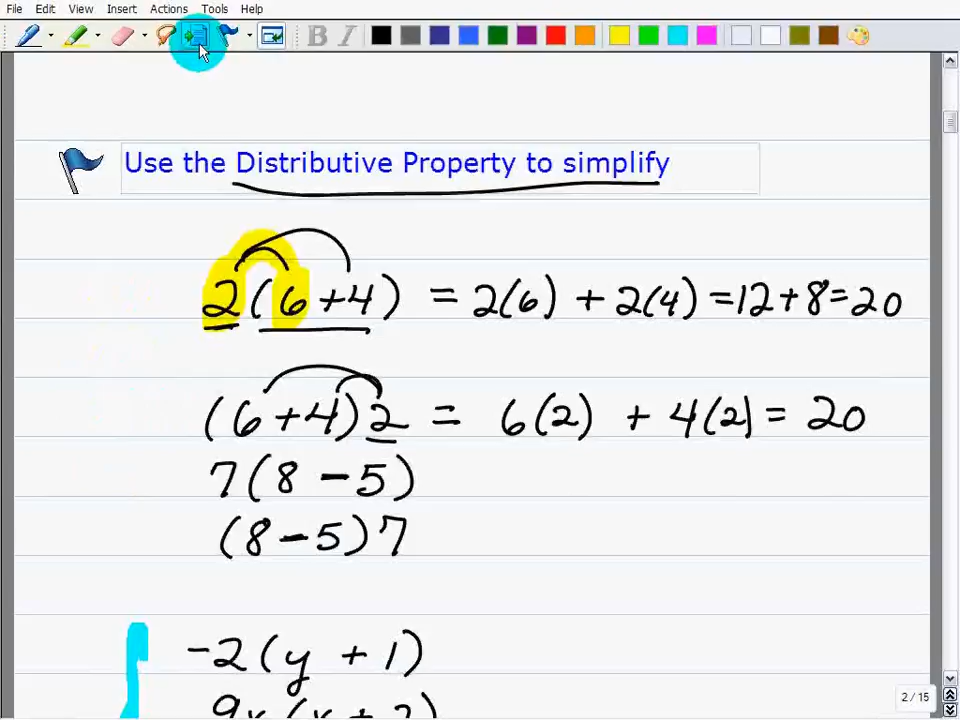 File Edit View Insert Actions Tools Help
B I
Use the Distributive Property to simplify
2(6+4) = 2(6) + 2(4) = 12+8=20
(6+4)2 = 6(2) + 4(2) = 20
7(8-5)
(8-5)7
-2(y + 1)
2/15